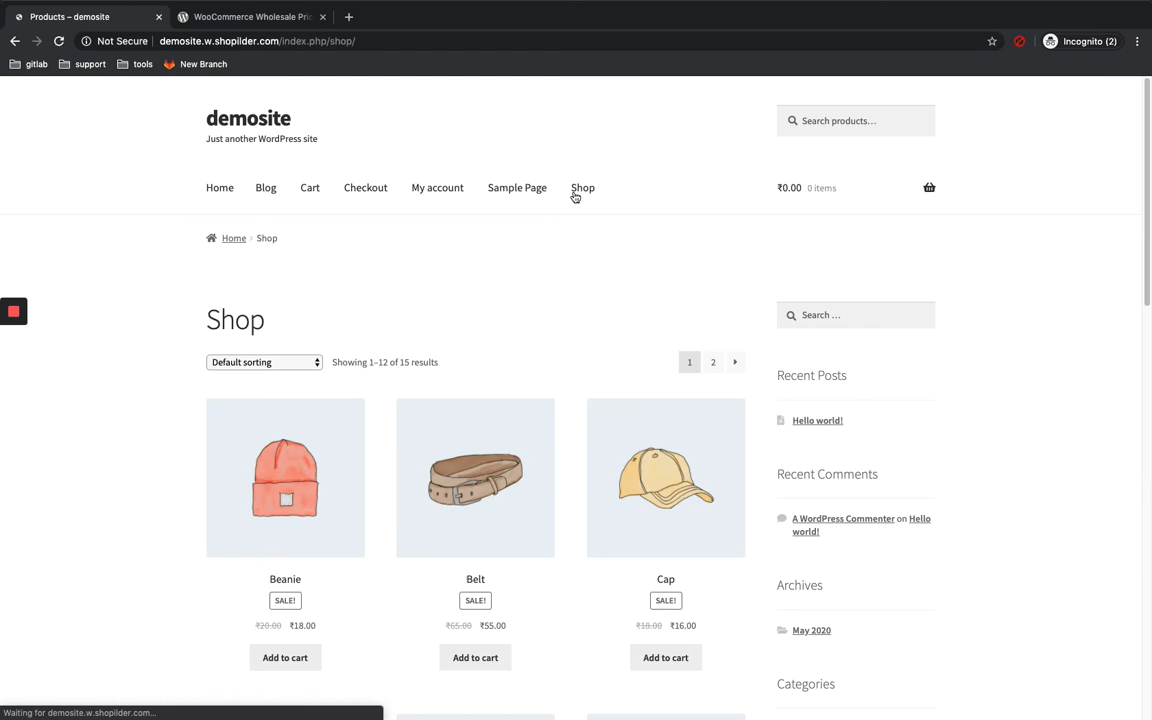 Products – demosite
WooCommerce Wholesale Pric
Not Secure
demosite.w.shopilder.com/index.php/shop/
Incognito (2)
gitlab
support
tools
New Branch
demosite
Just another WordPress site
Search products…
Home
Blog
Cart
Checkout
My account
Sample Page
Shop
₹0.00 0 items
Home › Shop
Shop
Search …
Default sorting
Showing 1–12 of 15 results
1
2
Recent Posts
Hello world!
Recent Comments
A WordPress Commenter on Hello
world!
Beanie
Belt
Cap
SALE!
SALE!
SALE!
₹20.00 ₹18.00
₹65.00 ₹55.00
₹18.00 ₹16.00
Add to cart
Add to cart
Add to cart
Archives
May 2020
Categories
Waiting for demosite.w.shopilder.com...